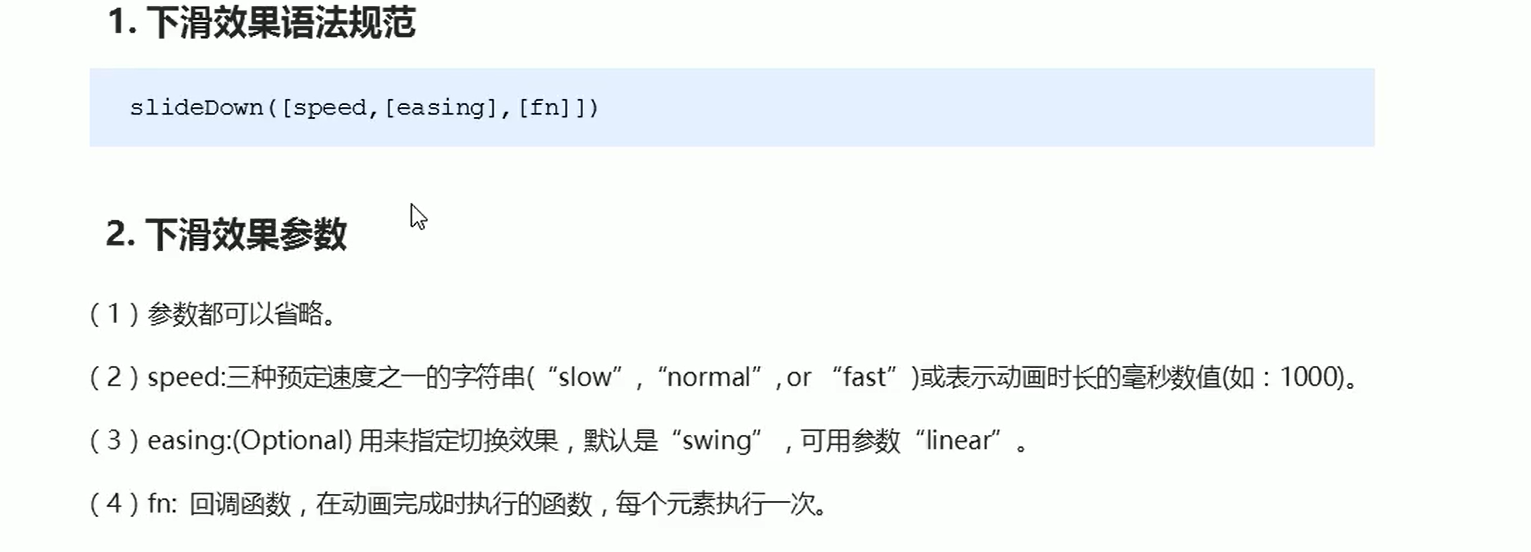 1. 下滑效果语法规范
slideDown([speed,[easing],[fn]])
2. 下滑效果参数
（1）参数都可以省略。
（2）speed:三种预定速度之一的字符串(“slow”,“normal”, or “fast”)或表示动画时长的毫秒数值(如：1000)。
（3）easing:(Optional) 用来指定切换效果，默认是“swing”，可用参数“linear”。
（4）fn: 回调函数，在动画完成时执行的函数，每个元素执行一次。